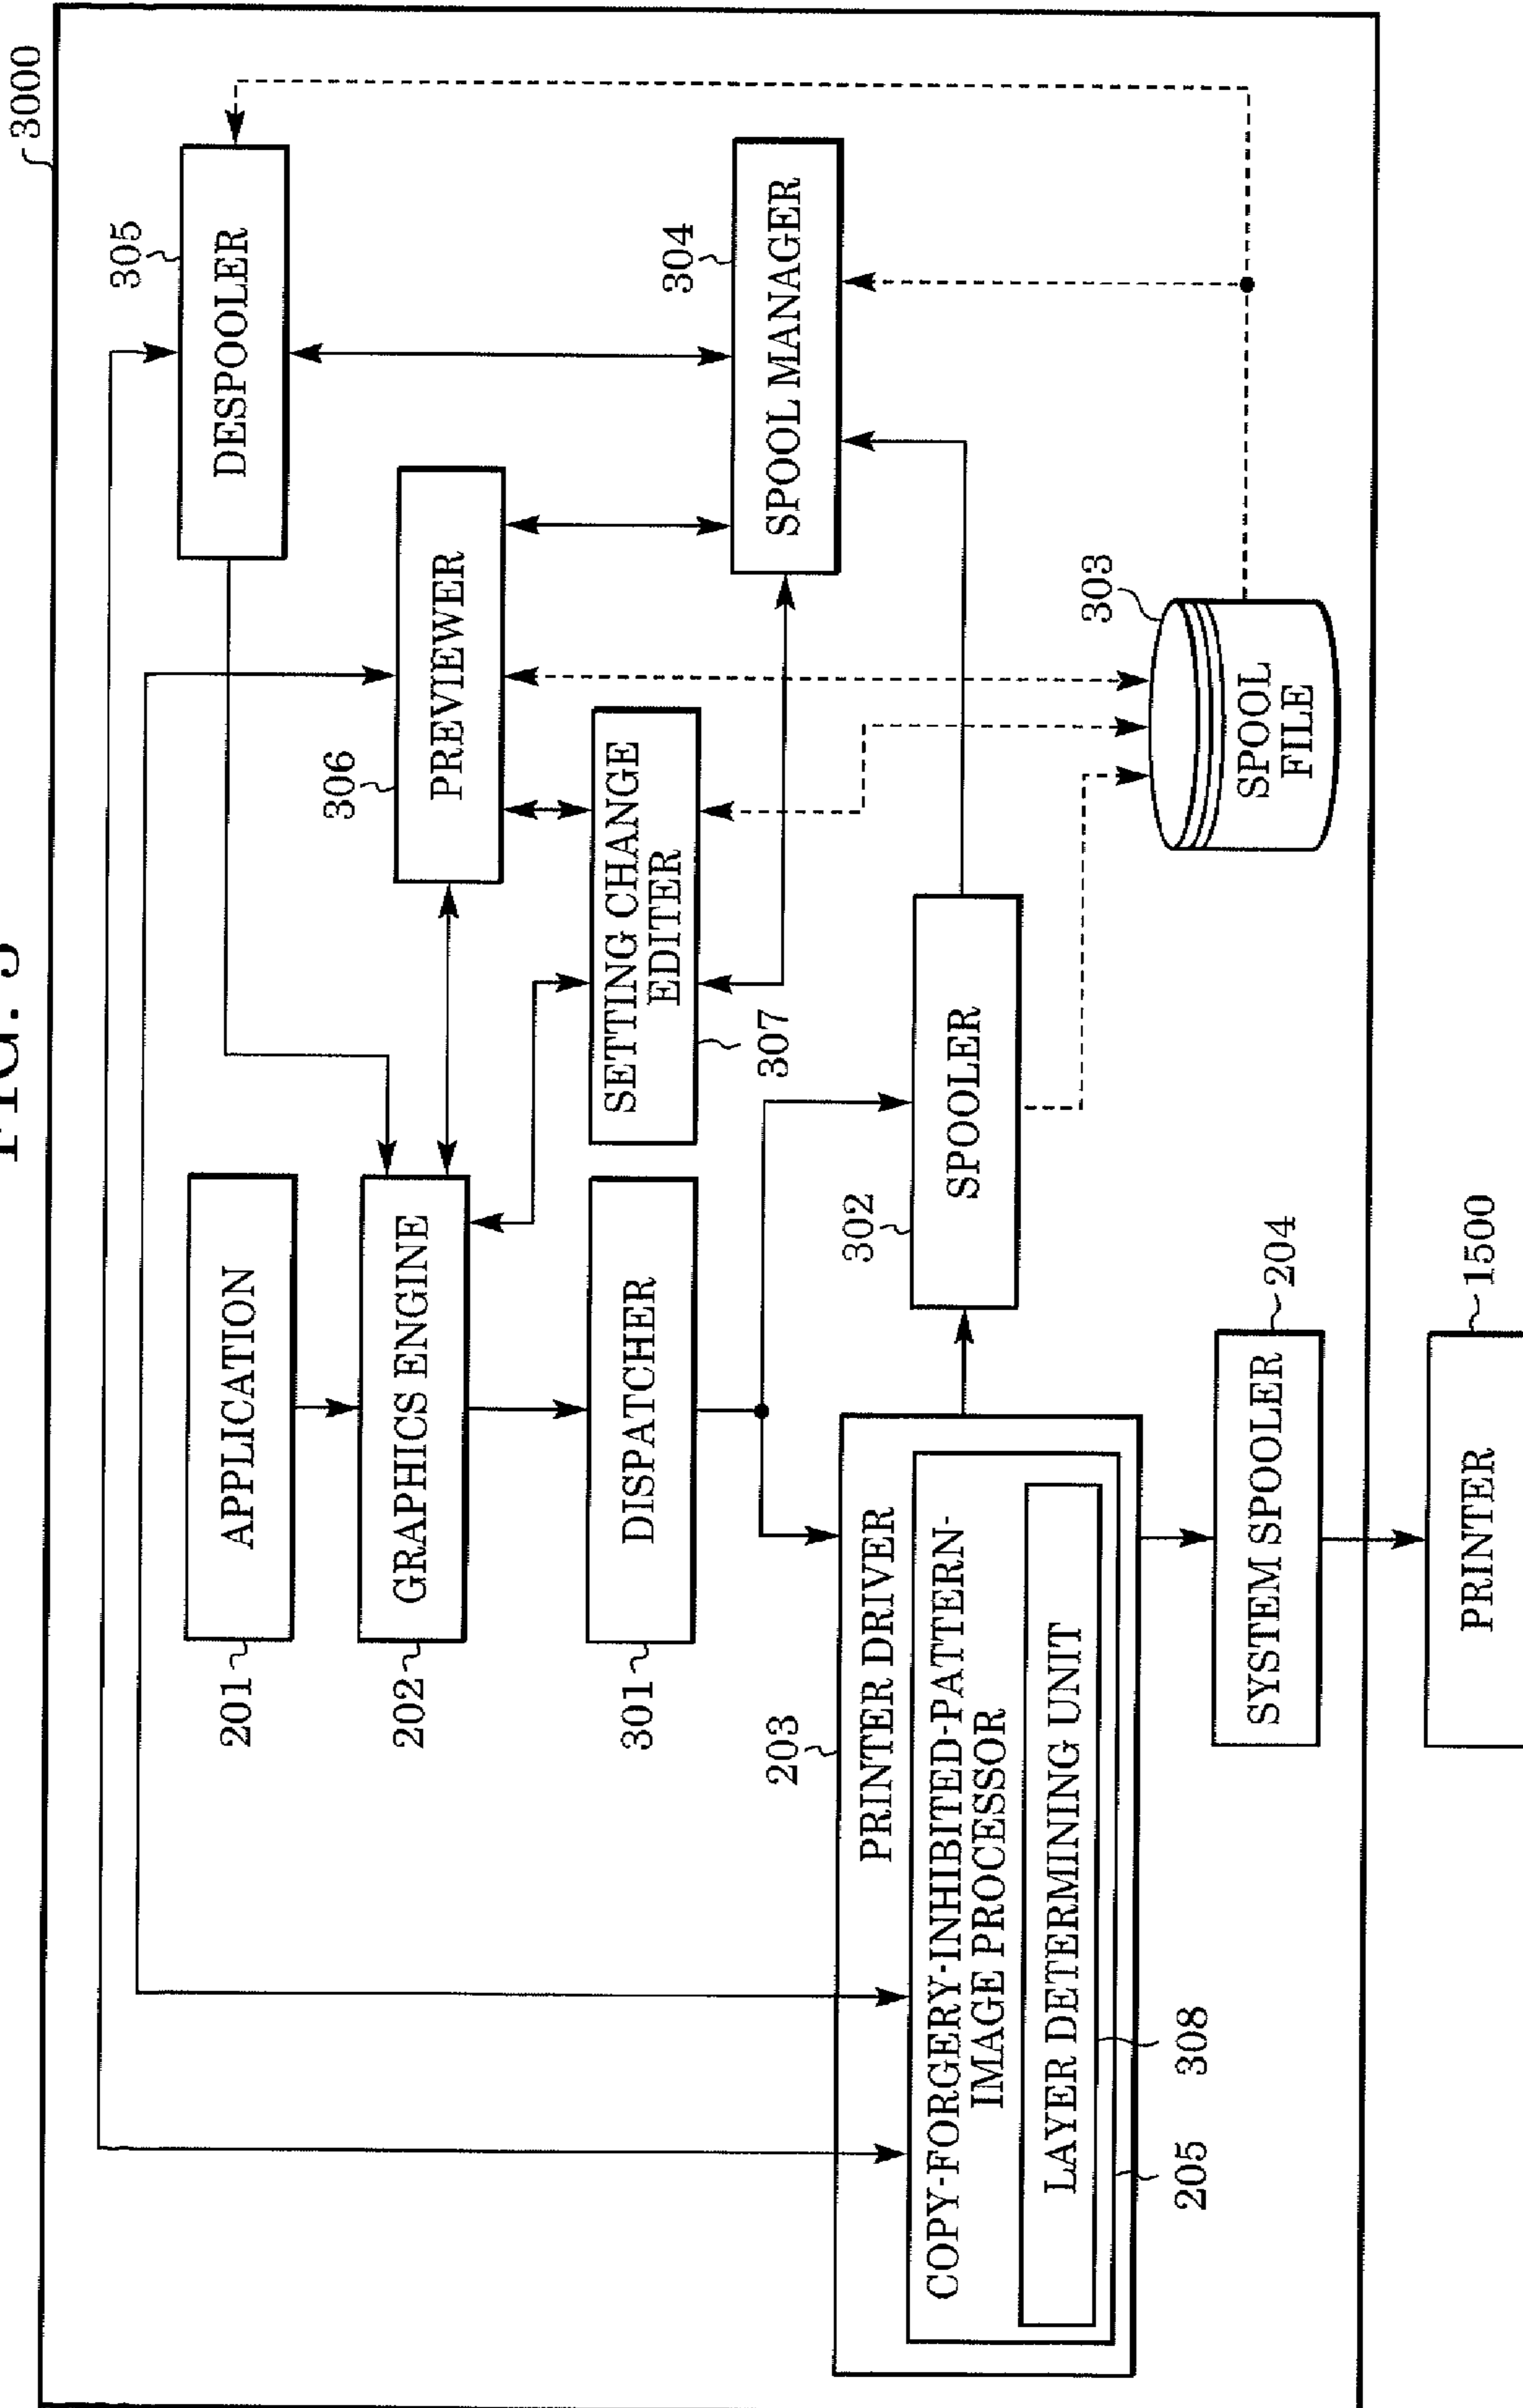 FIG. 3
3000
APPLICATION
201
GRAPHICS ENGINE
202
DISPATCHER
301
DESPOOLER
305
PREVIEWER
306
SETTING CHANGE
EDITER
307
SPOOL MANAGER
304
SPOOLER
302
SPOOL
FILE
303
203
PRINTER DRIVER
COPY-FORGERY-INHIBITED-PATTERN-
IMAGE PROCESSOR
LAYER DETERMINING UNIT
308
205
SYSTEM SPOOLER
204
PRINTER
1500